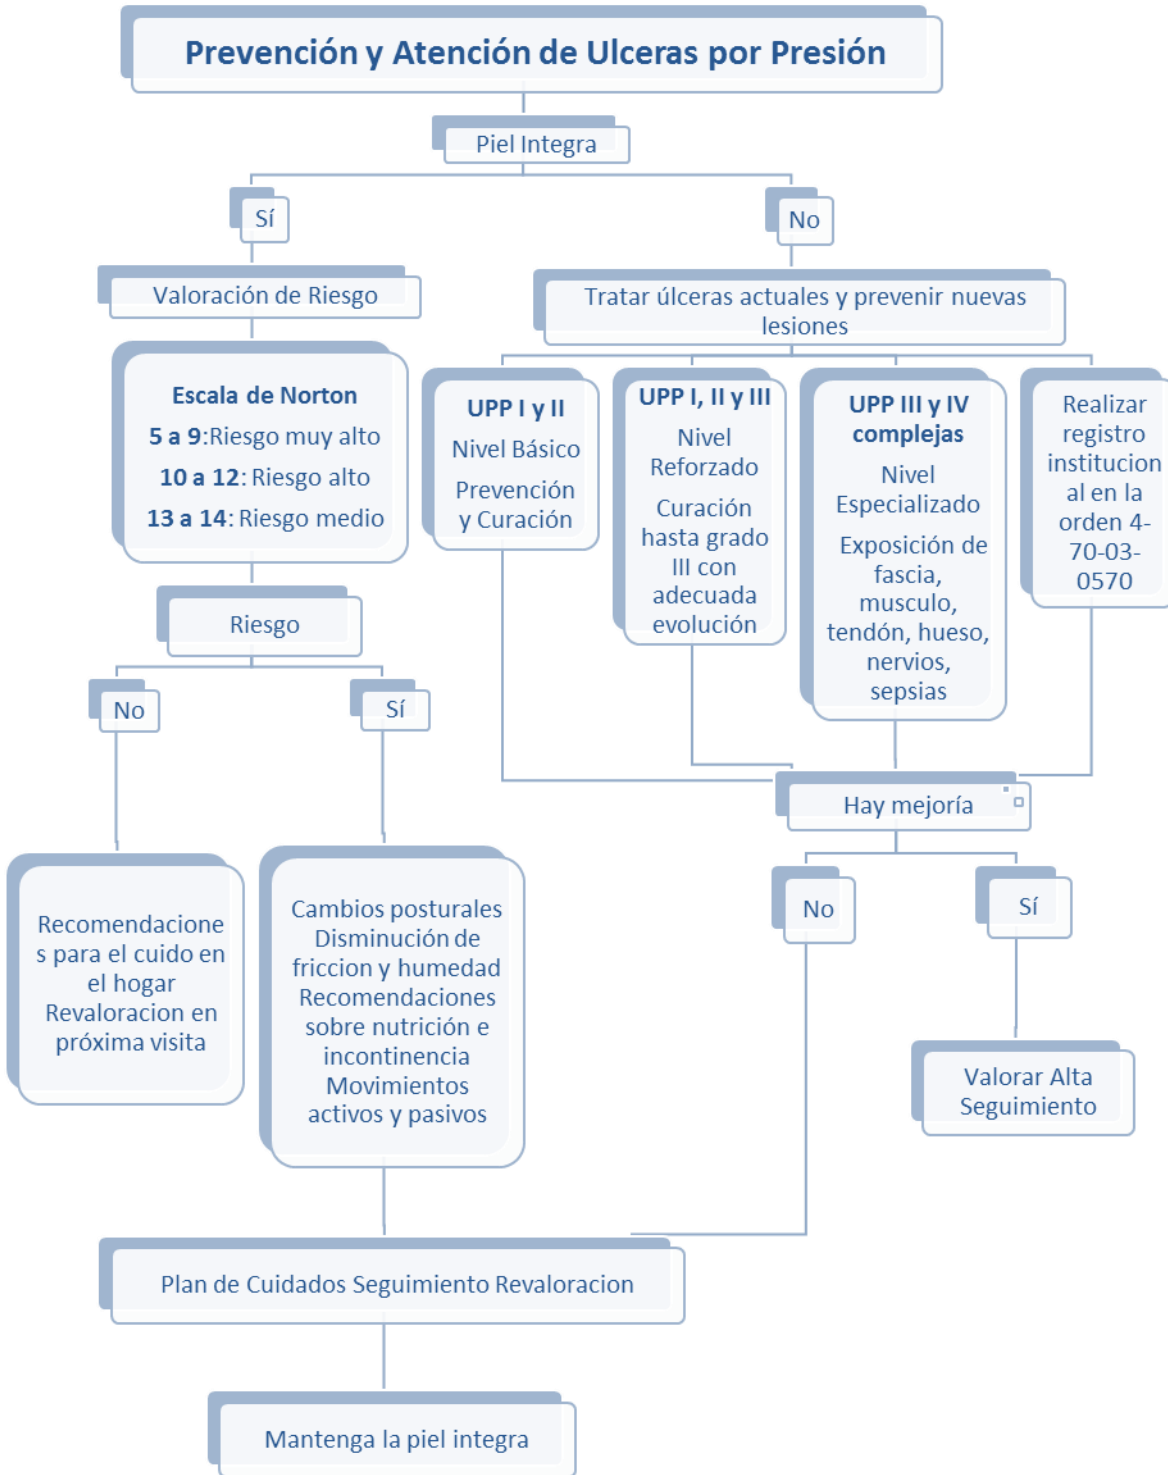 Prevención y Atención de Ulceras por Presión
Piel Integra
Sí
No
Valoración de Riesgo
Tratar úlceras actuales y prevenir nuevas
lesiones
Escala de Norton
5 a 9:Riesgo muy alto
10 a 12: Riesgo alto
13 a 14: Riesgo medio
UPP I y II
Nivel Básico
Prevención
y Curación
UPP I, II y III
Nivel
Reforzado
Curación
hasta grado
III con
adecuada
evolución
UPP III y IV
complejas
Nivel
Especializado
Exposición de
fascia,
musculo,
tendón, hueso,
nervios,
sepsias
Realizar
registro
institucion
al en la
orden 4-
70-03-
0570
Riesgo
No
Sí
Hay mejoría
No
Sí
Recomendacione
s para el cuido en
el hogar
Revaloracion en
próxima visita
Cambios posturales
Disminución de
friccion y humedad
Recomendaciones
sobre nutrición e
incontinencia
Movimientos
activos y pasivos
Valorar Alta
Seguimiento
Plan de Cuidados Seguimiento Revaloracion
Mantenga la piel integra